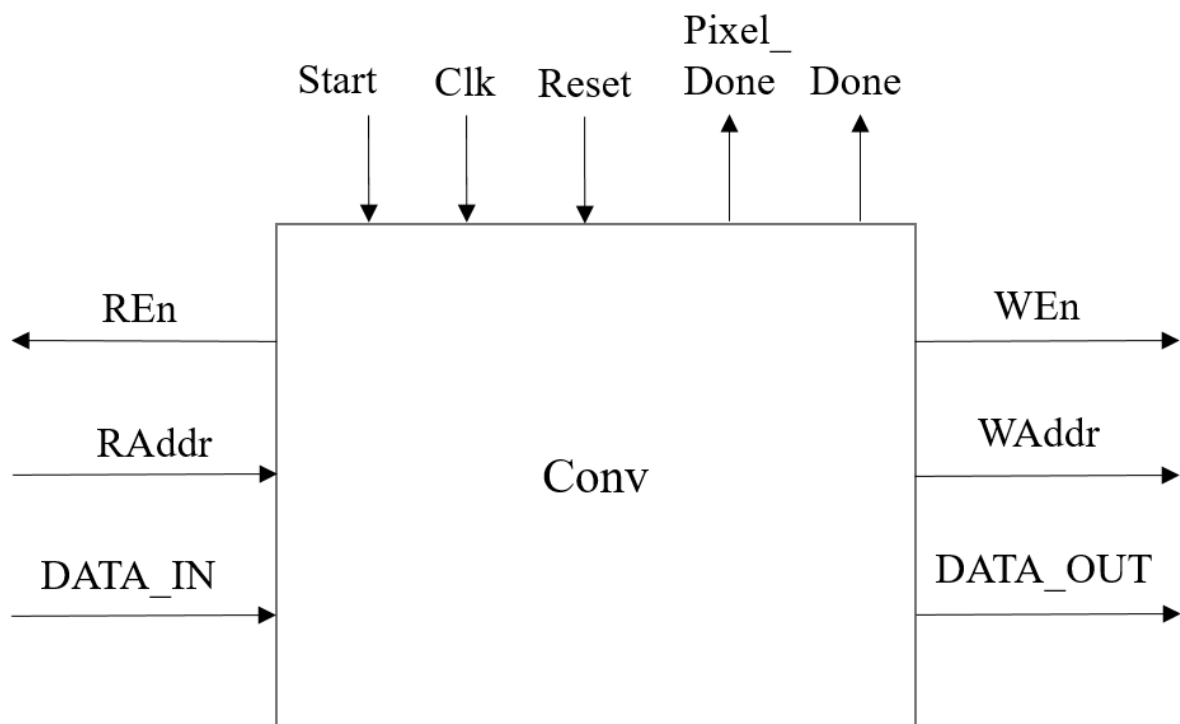 Pixel_
Start Clk Reset Done Done
REn WEn
RAddr WAddr
Conv
DATA_IN DATA_OUT